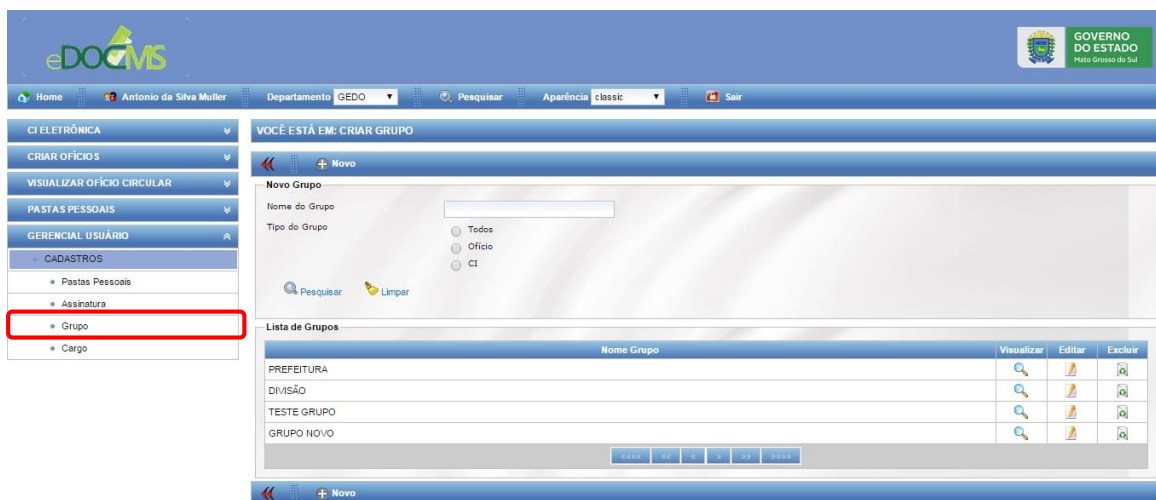 eDOCMS
GOVERNO
DO ESTADO
Mato Grosso do Sul
Home Antonio da Silva Muller Departamento GEDO Pesquisar Aparência classic Sair
CI ELETRÔNICA
CRIAR OFÍCIOS
VISUALIZAR OFÍCIO CIRCULAR
PASTAS PESSOAIS
GERENCIAL USUÁRIO
CADASTROS
Pastas Pessoais
Assinatura
Grupo
Cargo
VOCÊ ESTÁ EM: CRIAR GRUPO
Novo
Novo Grupo
Nome do Grupo
Tipo do Grupo
Todos
Ofício
CI
Pesquisar Limpar
Lista de Grupos
Nome Grupo Visualizar Editar Excluir
PREFEITURA
DIVISÃO
TESTE GRUPO
GRUPO NOVO
«««« «« « » »» »»»»
Novo